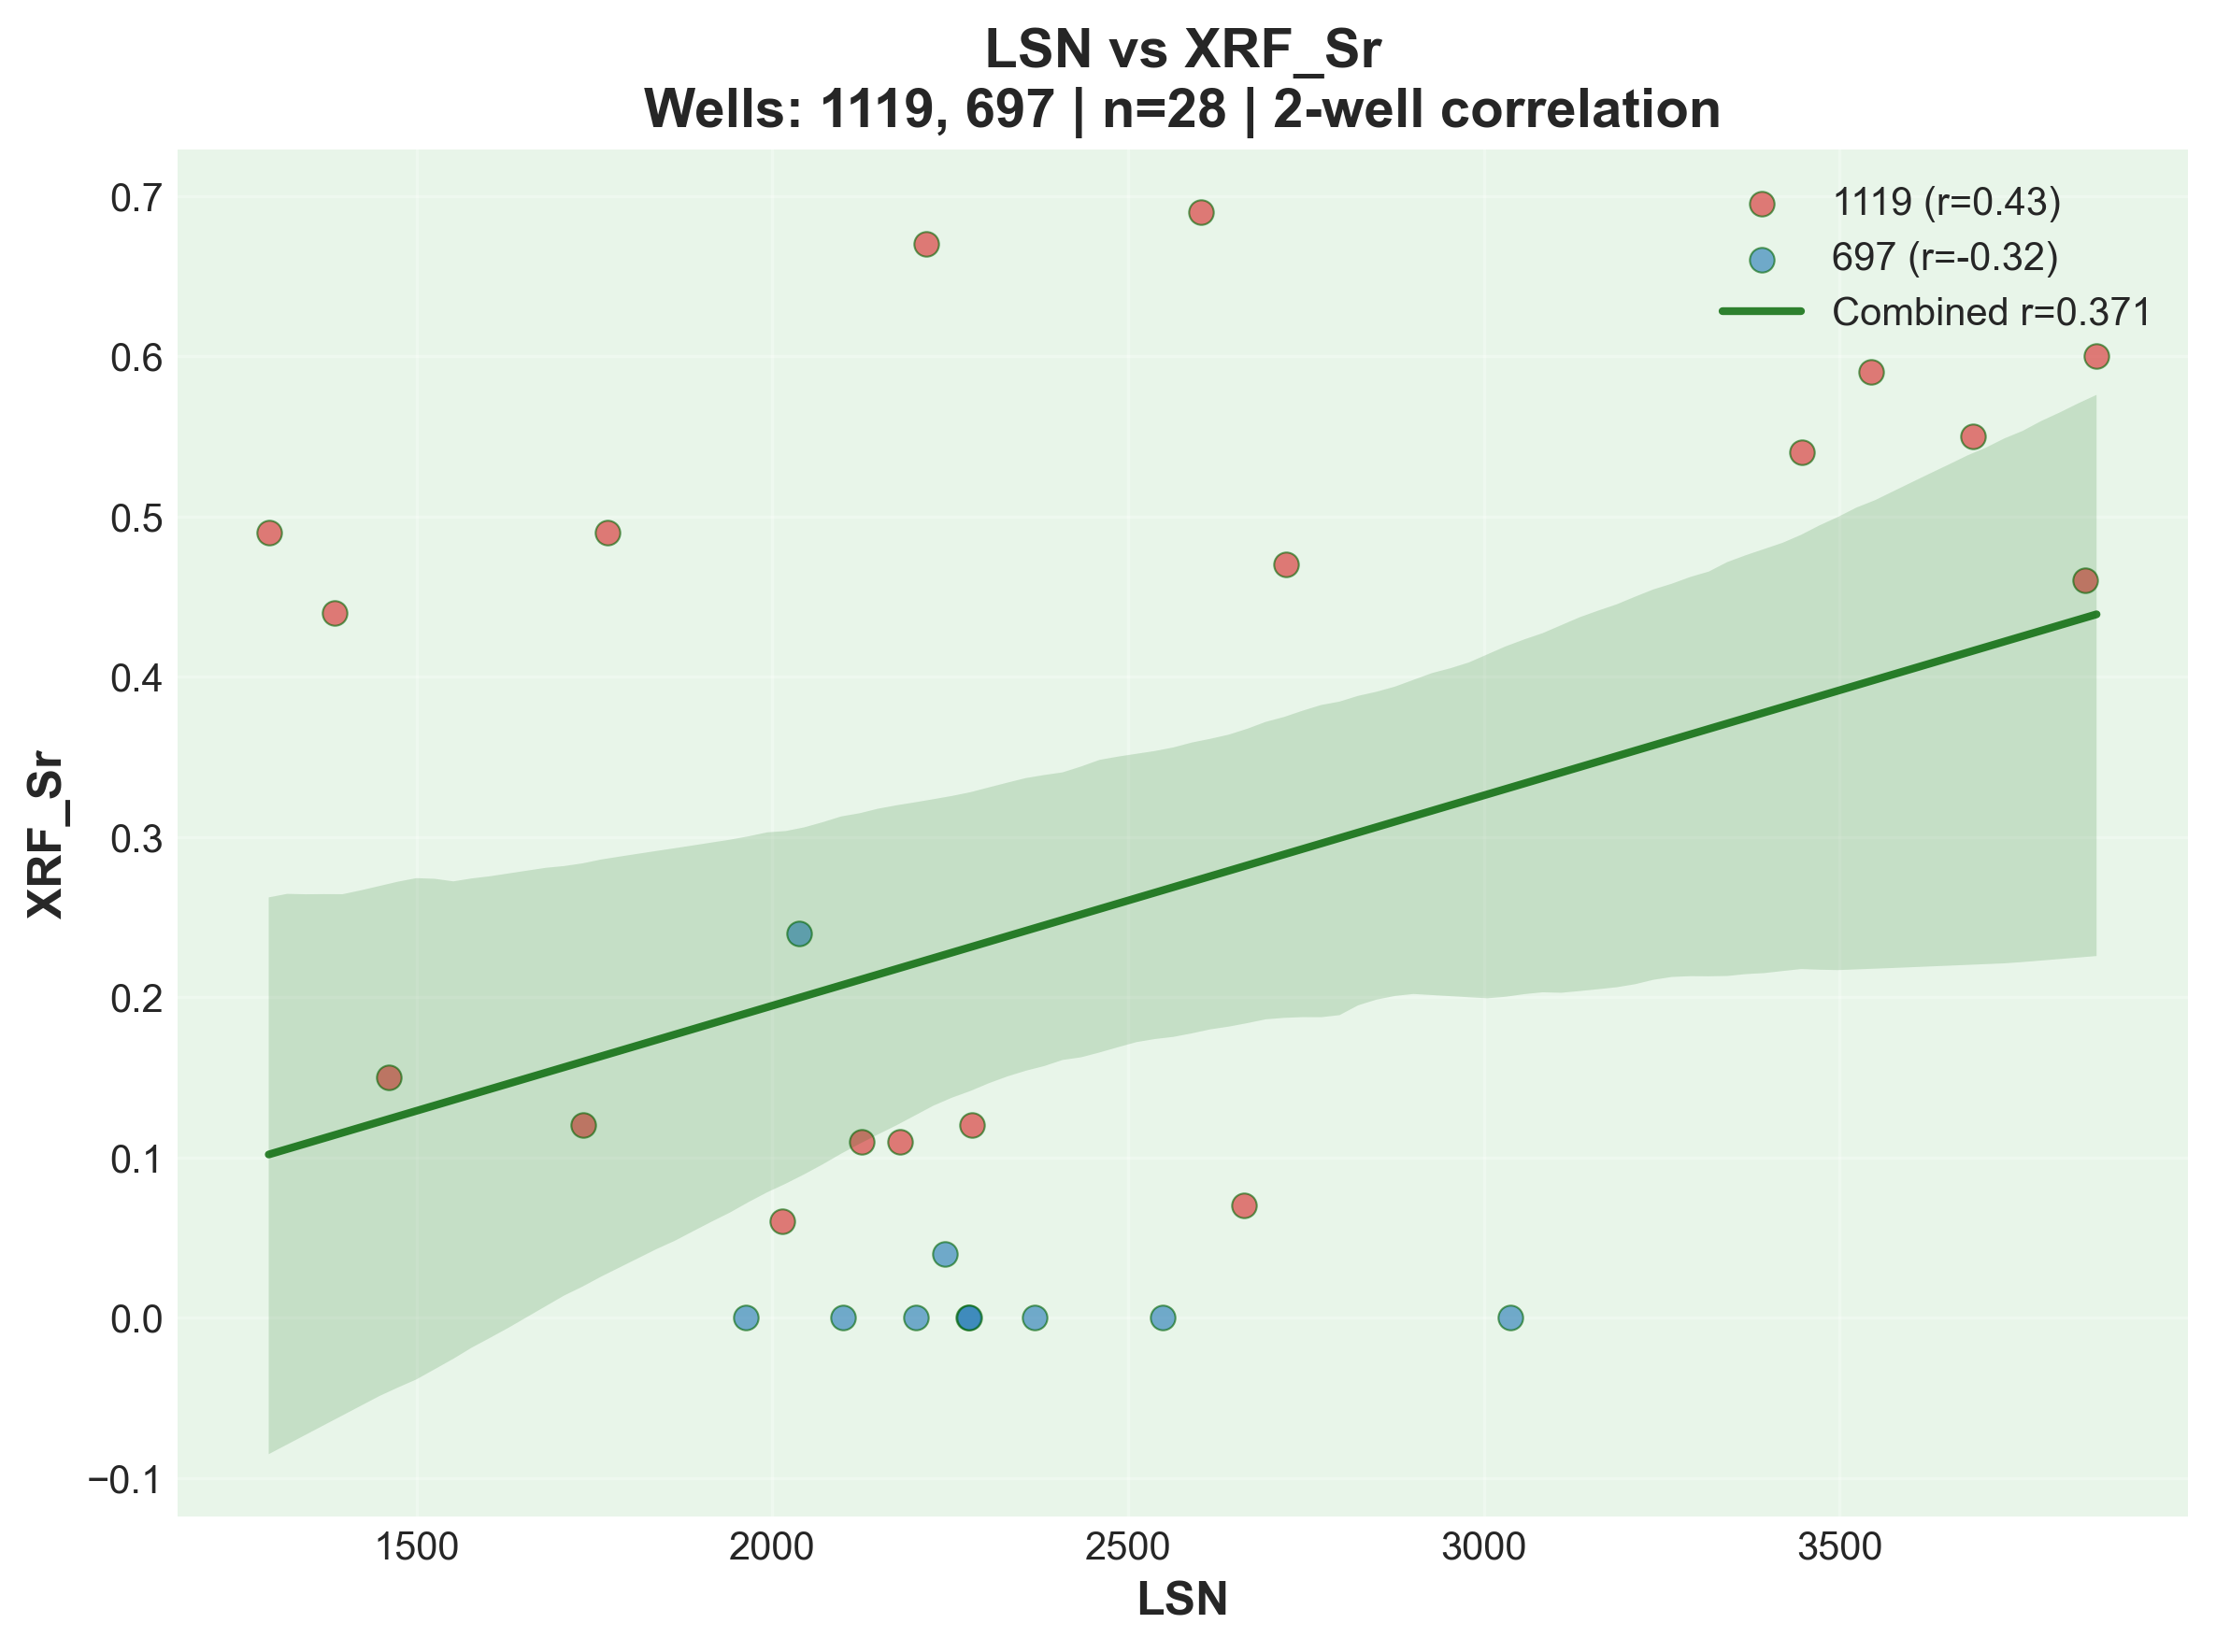 LSN vs XRF_Sr
Wells: 1119, 697 | n=28 | 2-well correlation
1119 (r=0.43)
697 (r=-0.32)
Combined r=0.371
XRF_Sr
0.7
0.6
0.5
0.4
0.3
0.2
0.1
0.0
−0.1
1500 2000 2500 3000 3500
LSN